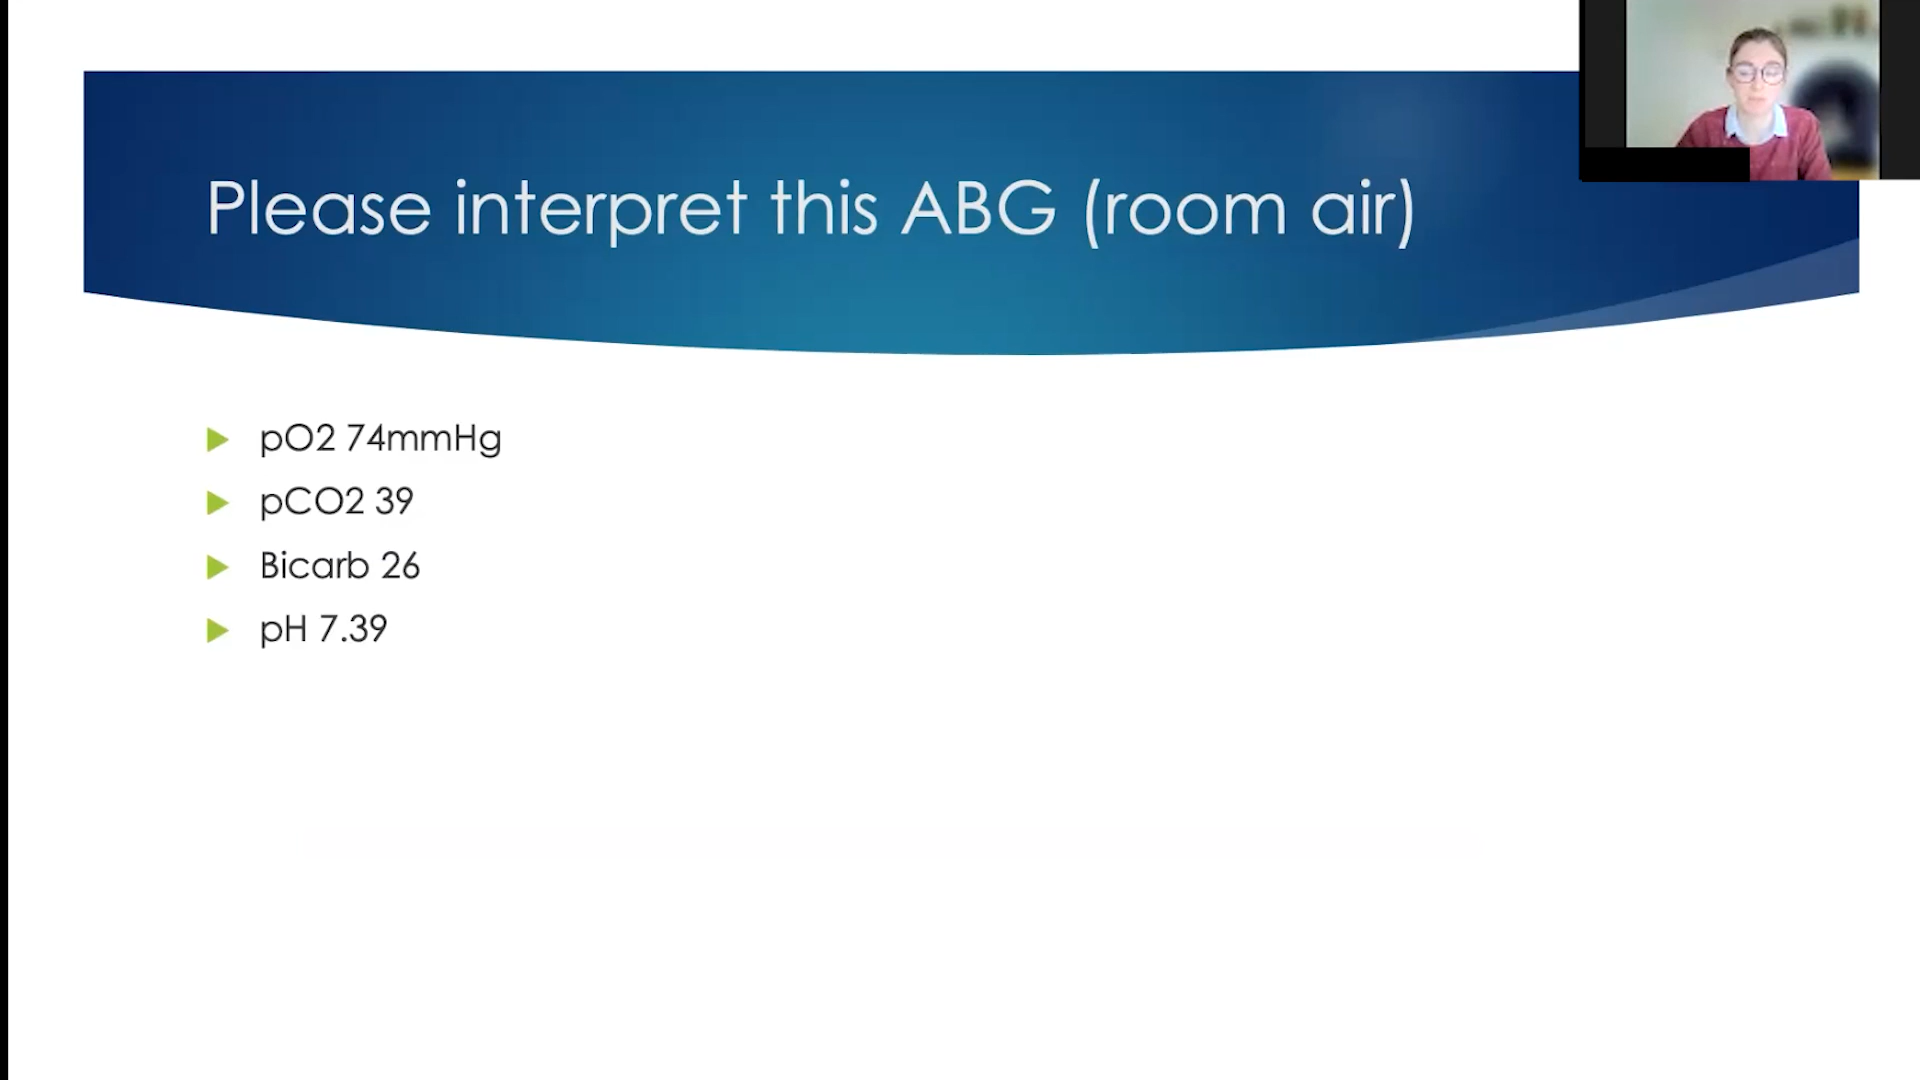 Please interpret this ABG (room air)
pO2 74mmHg
pCO2 39
Bicarb 26
pH 7.39